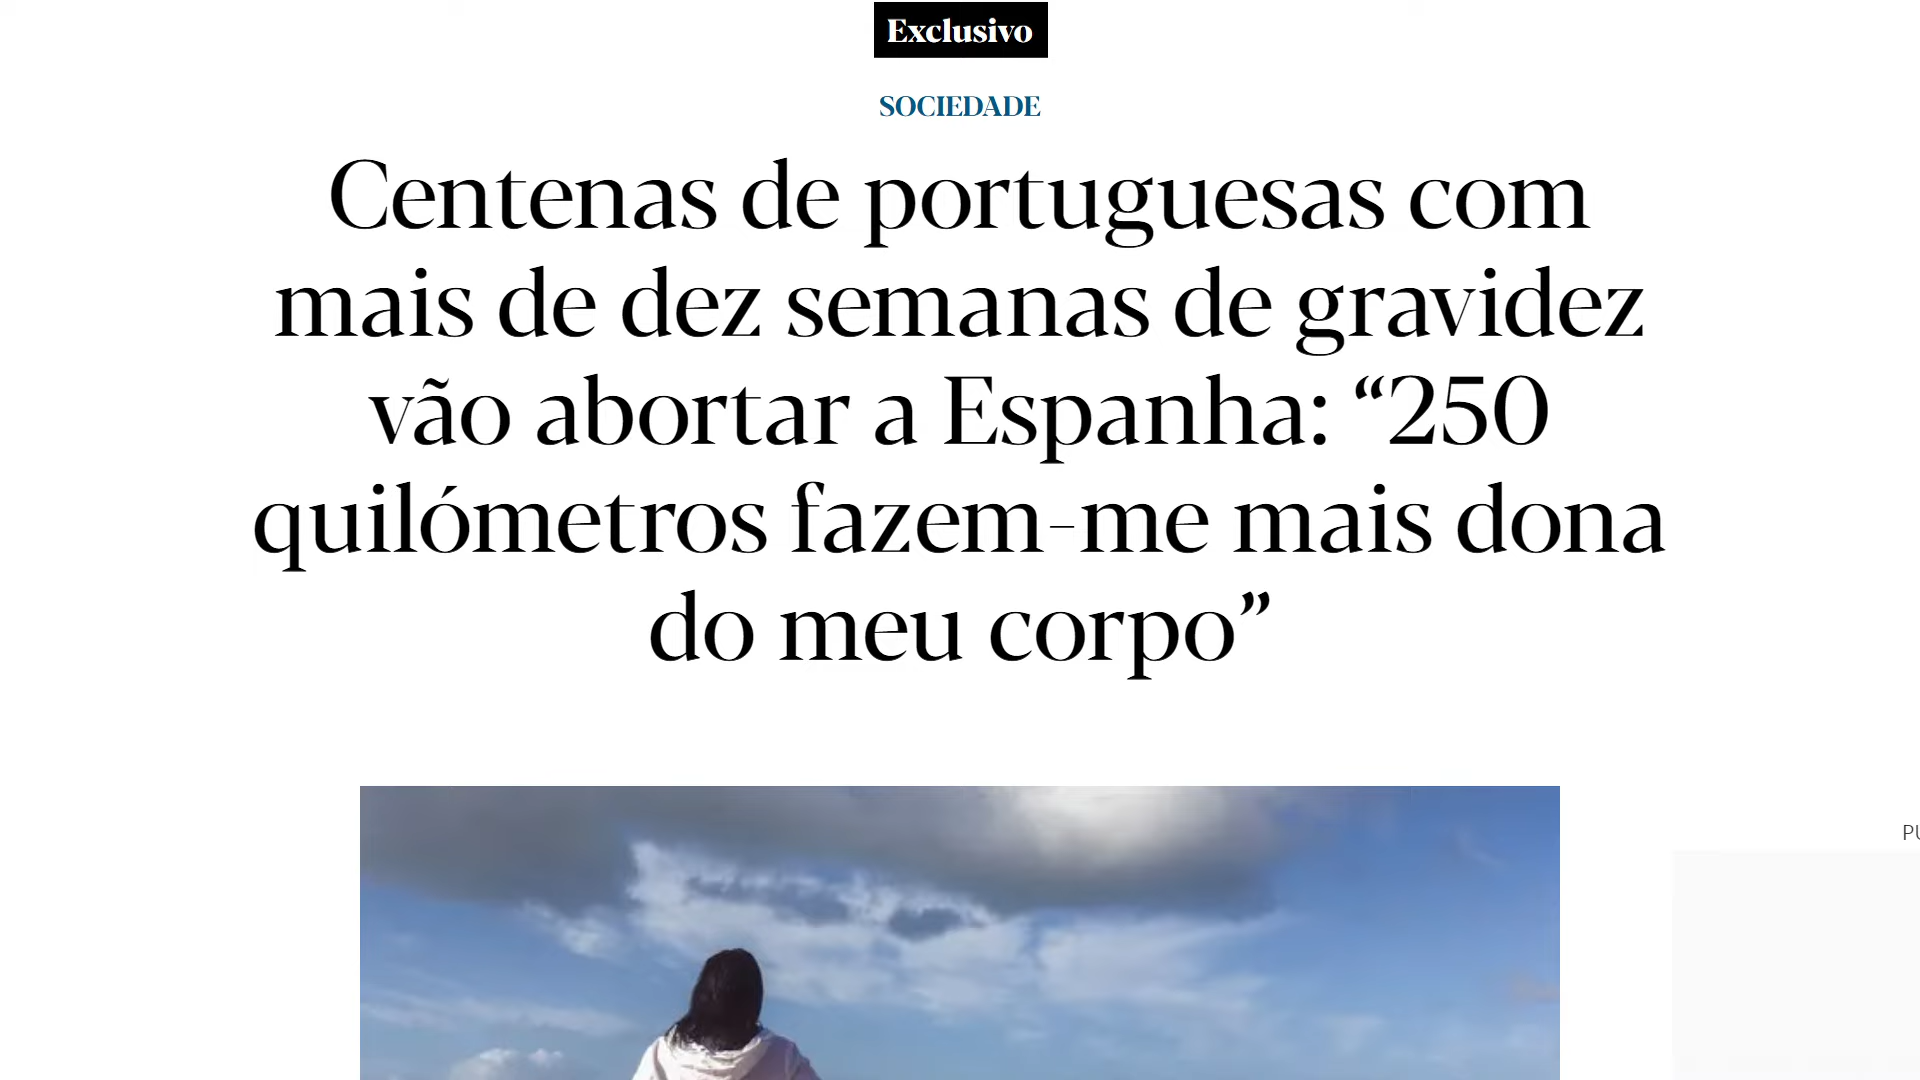 Exclusivo
SOCIEDADE
Centenas de portuguesas com
mais de dez semanas de gravidez
vão abortar a Espanha: “250
quilómetros fazem-me mais dona
do meu corpo”